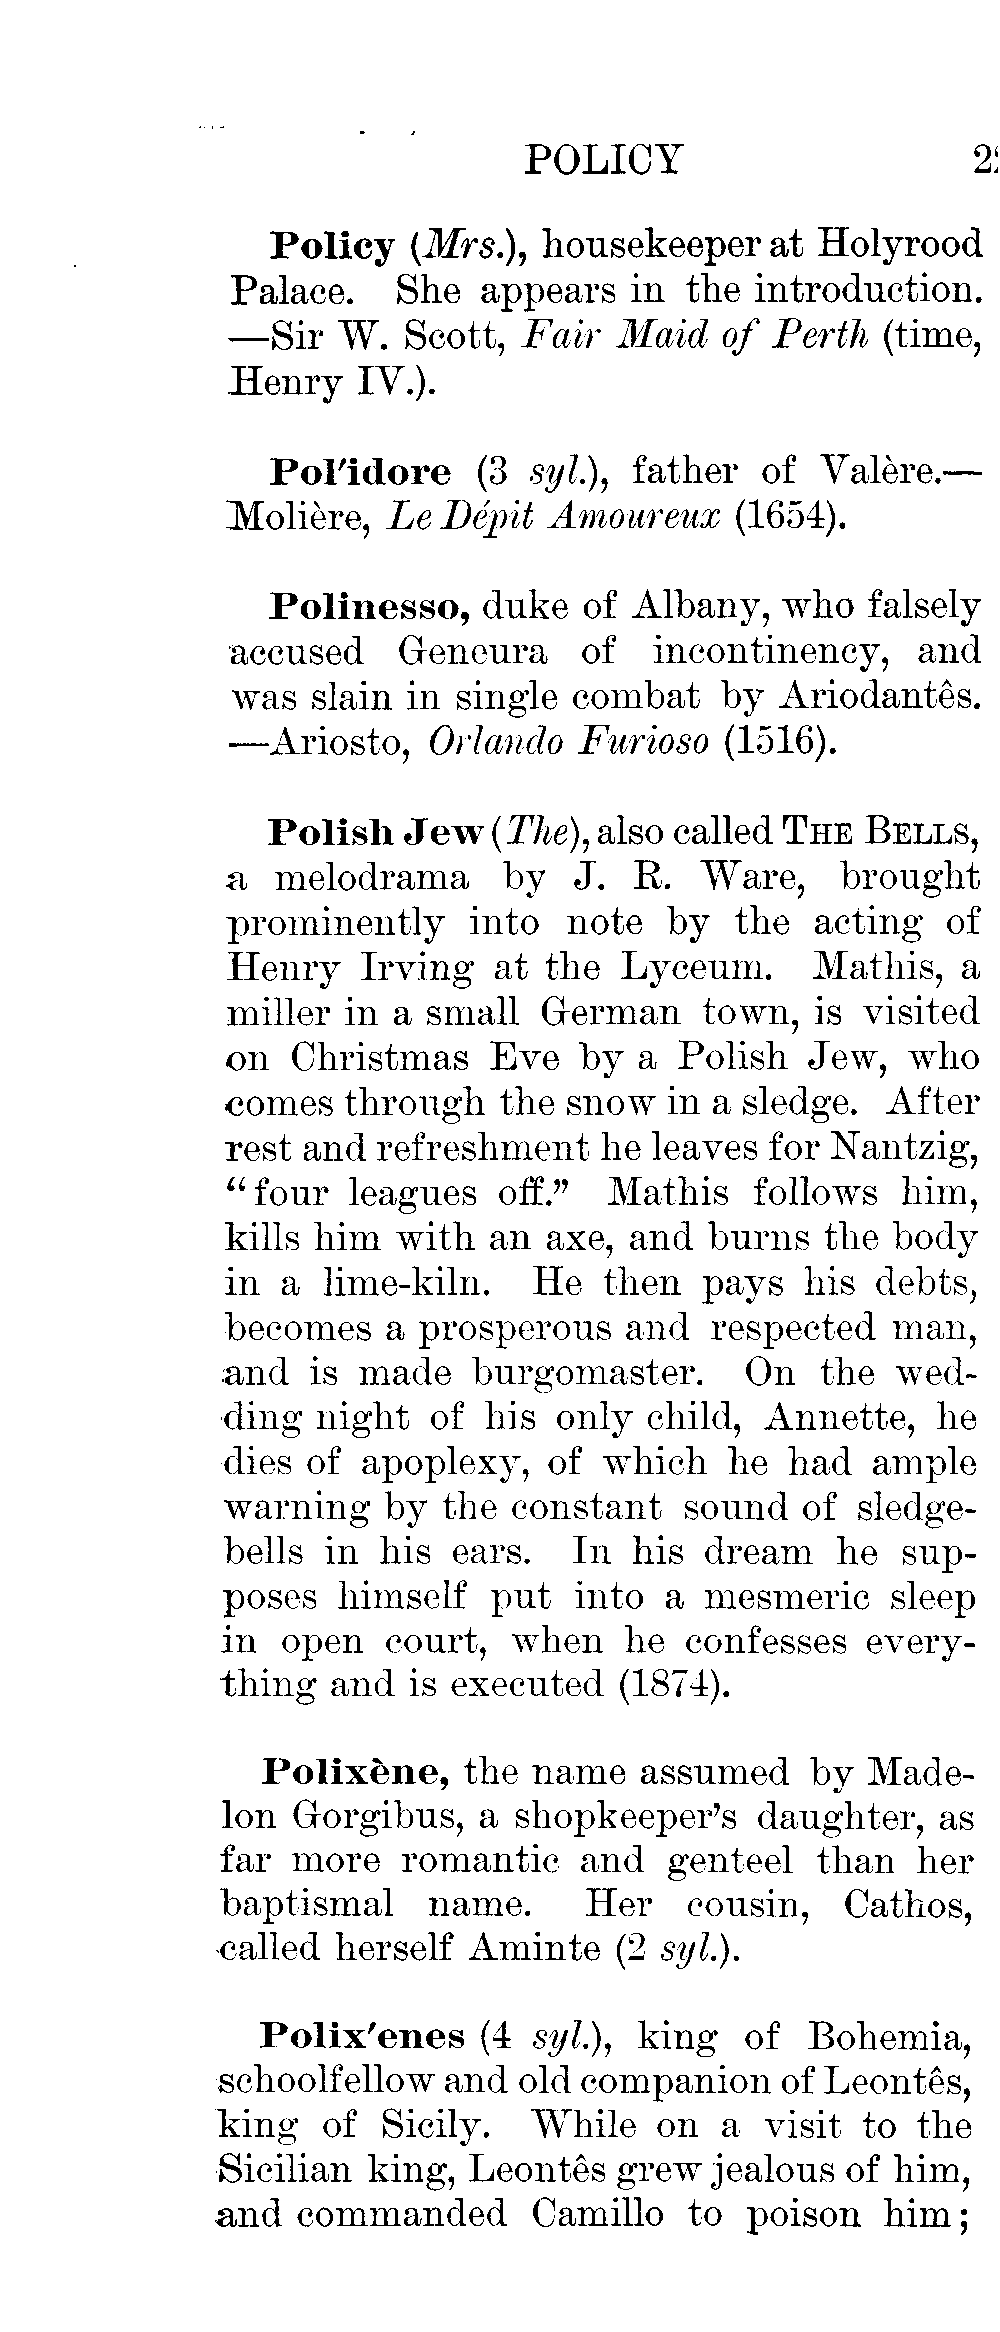 POLICY
Policy (Mrs.), housekeeper at Holyrood
Palace. She appears in the introduction.
—Sir W. Scott, Fair Maid of Perth (time,
Henry IV.).
Pol'idore (3 syl.), father of Valère.—
Molière, Le Dépit Amoureux (1654).
Polinesso, duke of Albany, who falsely
accused Geneura of incontinency, and
was slain in single combat by Ariodantês.
—Ariosto, Orlando Furioso (1516).
Polish Jew (The), also called THE BELLS,
a melodrama by J. R. Ware, brought
prominently into note by the acting of
Henry Irving at the Lyceum. Mathis, a
miller in a small German town, is visited
on Christmas Eve by a Polish Jew, who
comes through the snow in a sledge. After
rest and refreshment he leaves for Nantzig,
“four leagues off.” Mathis follows him,
kills him with an axe, and burns the body
in a lime-kiln. He then pays his debts,
becomes a prosperous and respected man,
and is made burgomaster. On the wed-
ding night of his only child, Annette, he
dies of apoplexy, of which he had ample
warning by the constant sound of sledge-
bells in his ears. In his dream he sup-
poses himself put into a mesmeric sleep
in open court, when he confesses every-
thing and is executed (1874).
Polixène, the name assumed by Made-
lon Gorgibus, a shopkeeper's daughter, as
far more romantic and genteel than her
baptismal name. Her cousin, Cathos,
called herself Aminte (2 syl.).
Polix'enes (4 syl.), king of Bohemia,
schoolfellow and old companion of Leontês,
king of Sicily. While on a visit to the
Sicilian king, Leontês grew jealous of him,
and commanded Camillo to poison him;